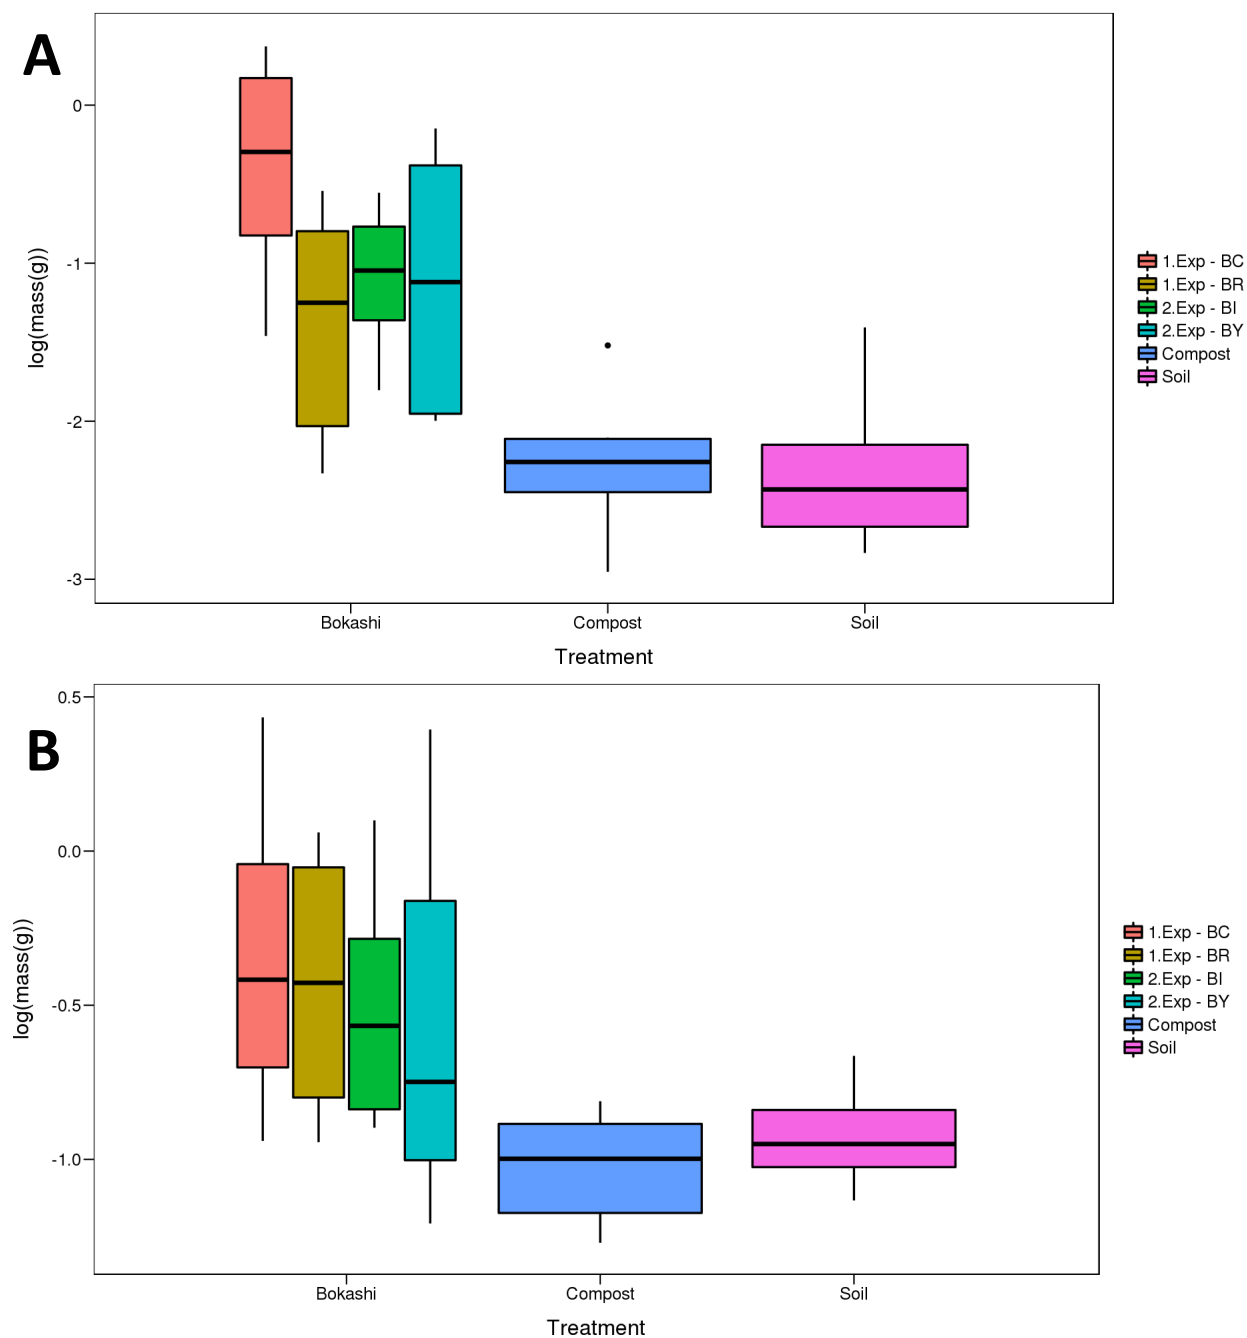 A
0
-1
-2
-3
log(mass(g))
Bokashi
Compost
Soil
Treatment
1.Exp - BC
1.Exp - BR
2.Exp - BI
2.Exp - BY
Compost
Soil
B
0.5
0.0
-0.5
-1.0
log(mass(g))
Bokashi
Compost
Soil
Treatment
1.Exp - BC
1.Exp - BR
2.Exp - BI
2.Exp - BY
Compost
Soil